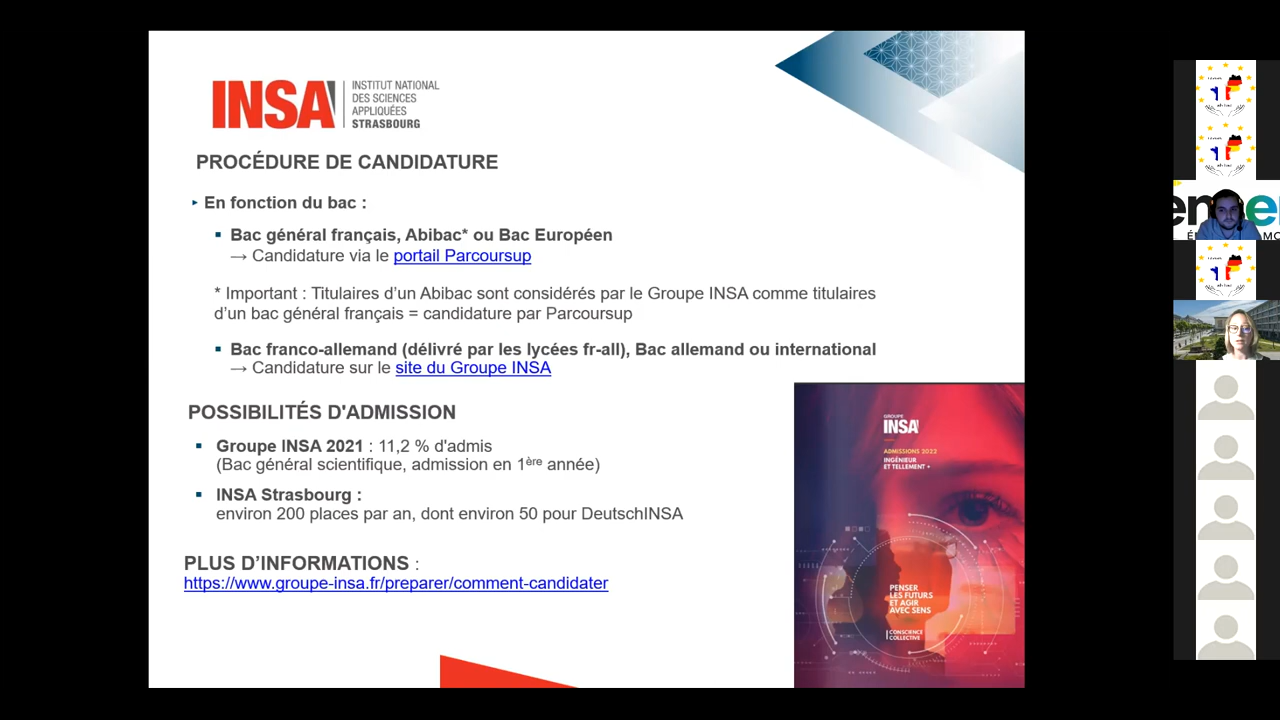 INSA
INSTITUT NATIONAL
DES SCIENCES
APPLIQUÉES
STRASBOURG
PROCÉDURE DE CANDIDATURE
En fonction du bac :
Bac général français, Abibac* ou Bac Européen
→ Candidature via le portail Parcoursup
* Important : Titulaires d’un Abibac sont considérés par le Groupe INSA comme titulaires
d’un bac général français = candidature par Parcoursup
Bac franco-allemand (délivré par les lycées fr-all), Bac allemand ou international
→ Candidature sur le site du Groupe INSA
POSSIBILITÉS D'ADMISSION
Groupe INSA 2021 : 11,2 % d'admis
(Bac général scientifique, admission en 1ère année)
INSA Strasbourg :
environ 200 places par an, dont environ 50 pour DeutschINSA
PLUS D’INFORMATIONS :
https://www.groupe-insa.fr/preparer/comment-candidater
GROUPE
INSA
ADMISSIONS 2022
INGÉNIEUR
ET TELLEMENT +
PENSER
LES FUTURS
ET AGIR
AVEC SENS
CONSCIENCE
COLLECTIVE